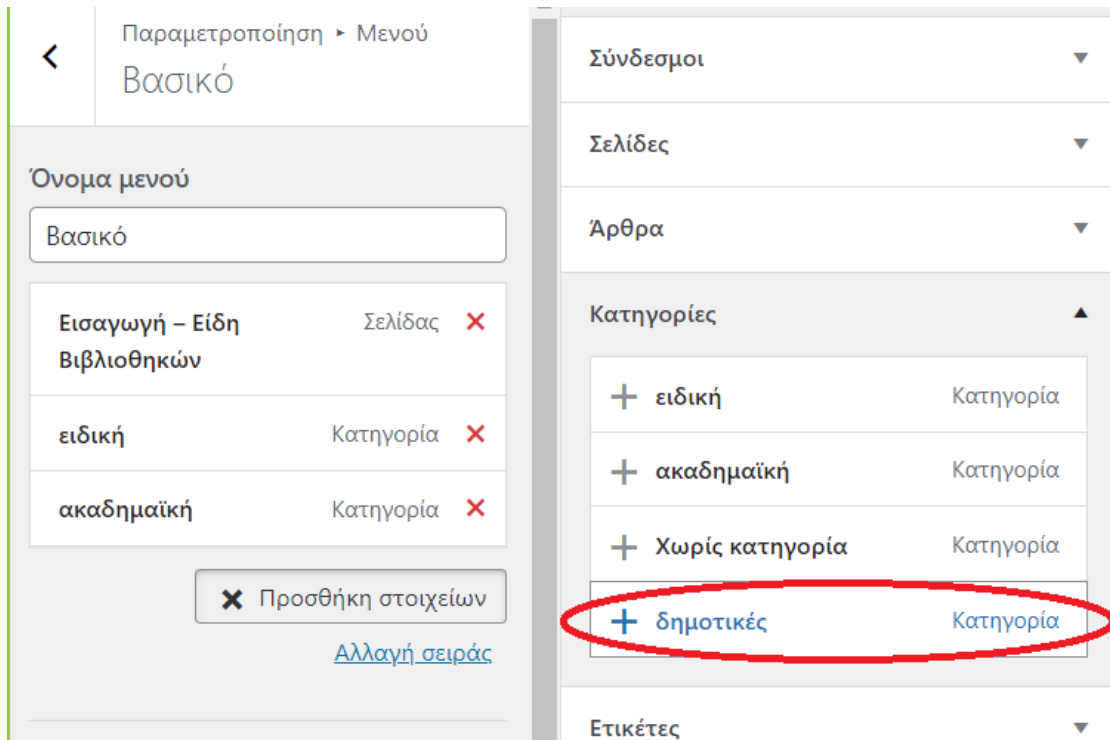 Παραμετροποίηση ▸ Μενού
Βασικό
Όνομα μενού
Βασικό
Εισαγωγή – Είδη Σελίδας
Βιβλιοθηκών
ειδική Κατηγορία
ακαδημαϊκή Κατηγορία
Προσθήκη στοιχείων
Αλλαγή σειράς
Σύνδεσμοι
Σελίδες
Άρθρα
Κατηγορίες
ειδική Κατηγορία
ακαδημαϊκή Κατηγορία
Χωρίς κατηγορία Κατηγορία
δημοτικές Κατηγορία
Ετικέτες